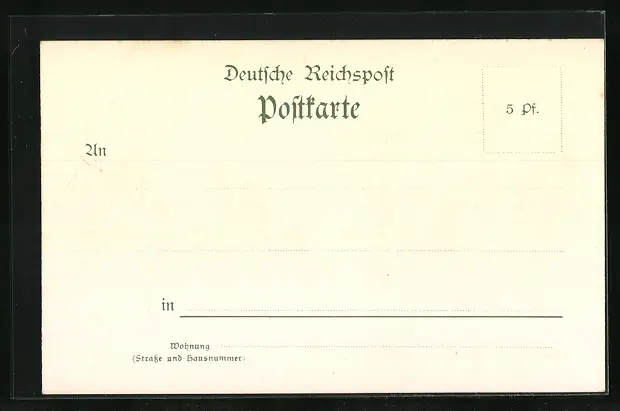 Deutſche Reichspoſt
Poſtkarte
5 Pf.
An
in
Wohnung
(Straße und Hausnummer)